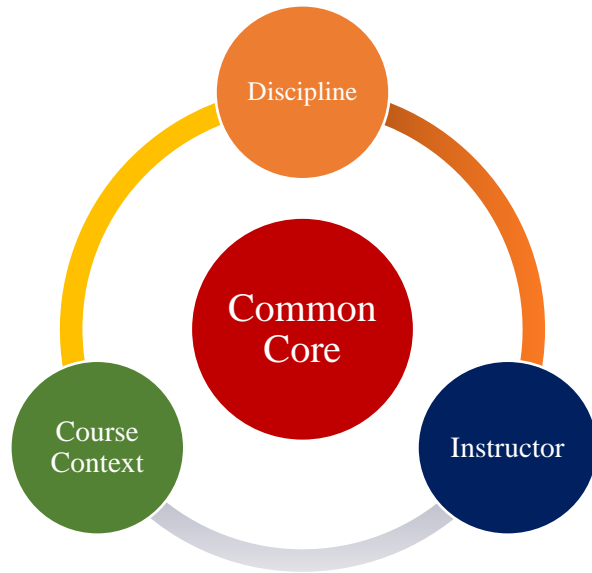 Discipline
Common
Core
Course
Context
Instructor